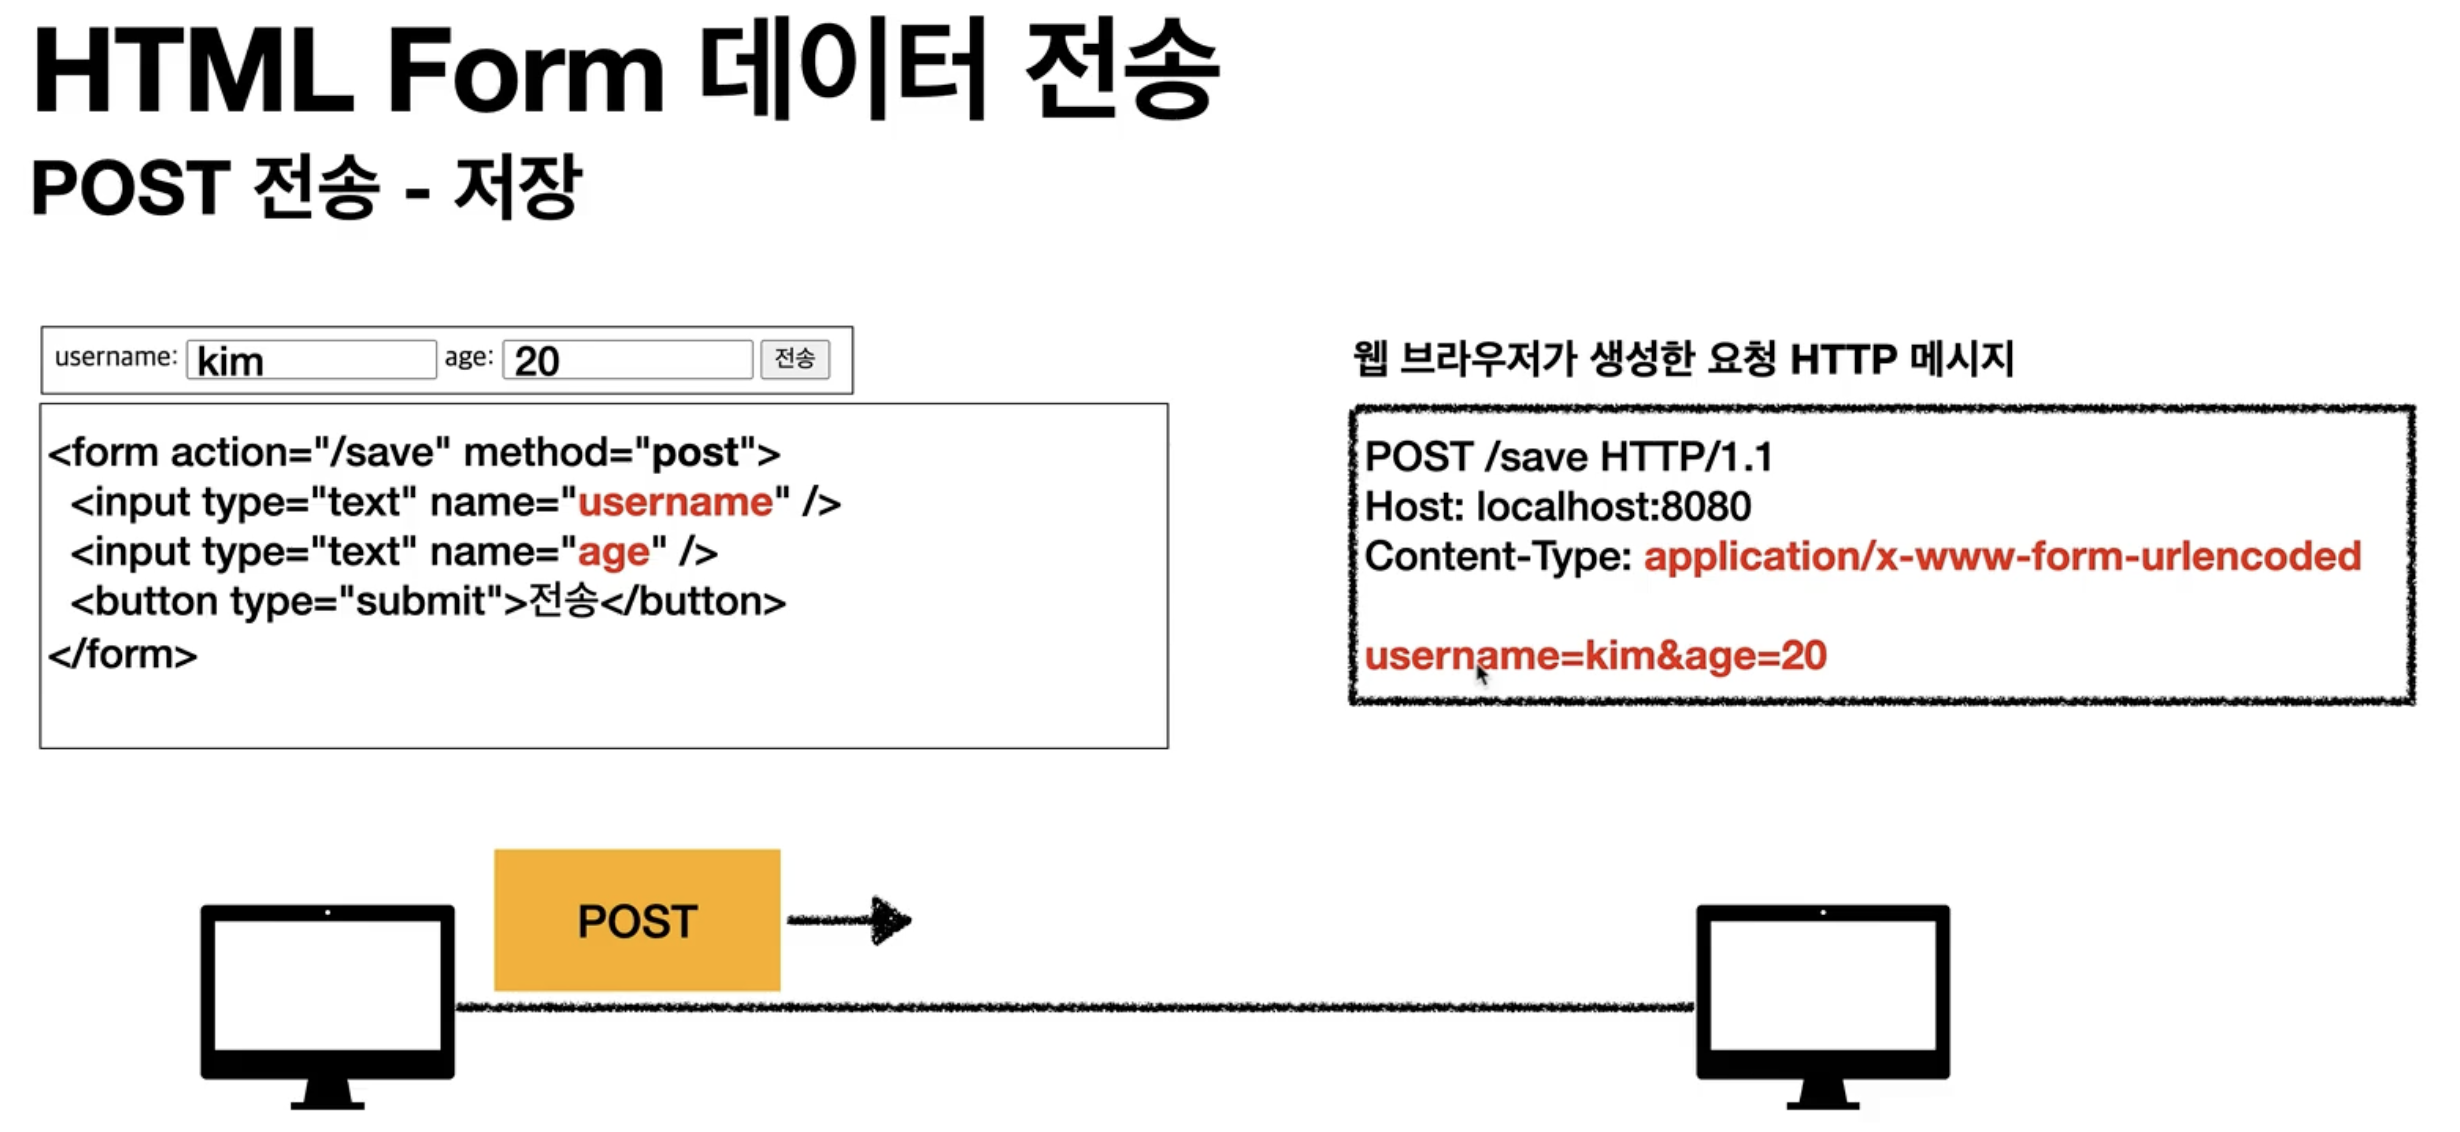 HTML Form 데이터 전송
POST 전송 - 저장
username: kim age: 20 전송
<form action="/save" method="post">
<input type="text" name="username" />
<input type="text" name="age" />
<button type="submit">전송</button>
</form>
웹 브라우저가 생성한 요청 HTTP 메시지
POST /save HTTP/1.1
Host: localhost:8080
Content-Type: application/x-www-form-urlencoded
username=kim&age=20
POST